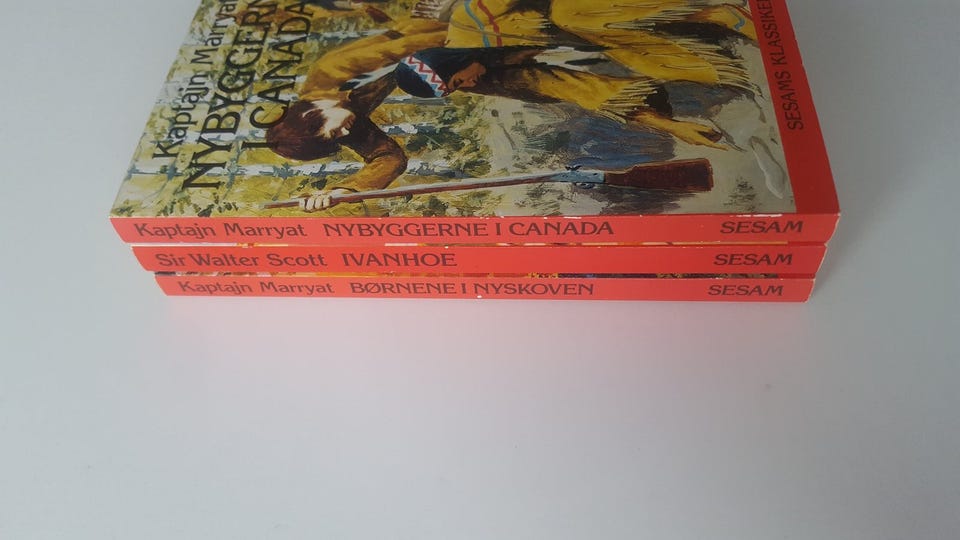 Kaptajn Marryat
NYBYGGERNE
I CANADA
SESAMS KLASSIKER
Kaptajn Marryat NYBYGGERNE I CANADA SESAM
Sir Walter Scott IVANHOE SESAM
Kaptajn Marryat BØRNENE I NYSKOVEN SESAM